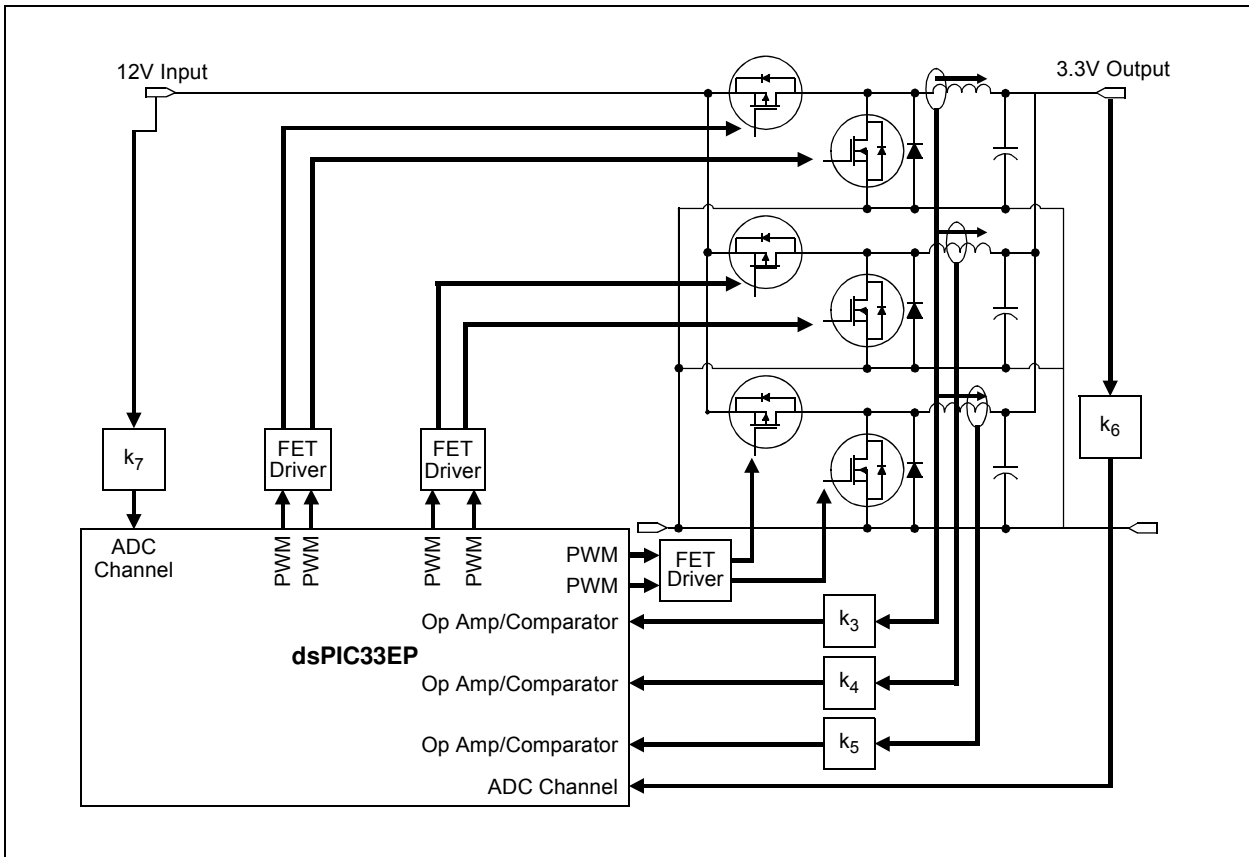 12V Input
3.3V Output
k7
FET
Driver
FET
Driver
k6
ADC
Channel
PWM
PWM
PWM
PWM
PWM
PWM
FET
Driver
Op Amp/Comparator
k3
dsPIC33EP
Op Amp/Comparator
k4
Op Amp/Comparator
k5
ADC Channel